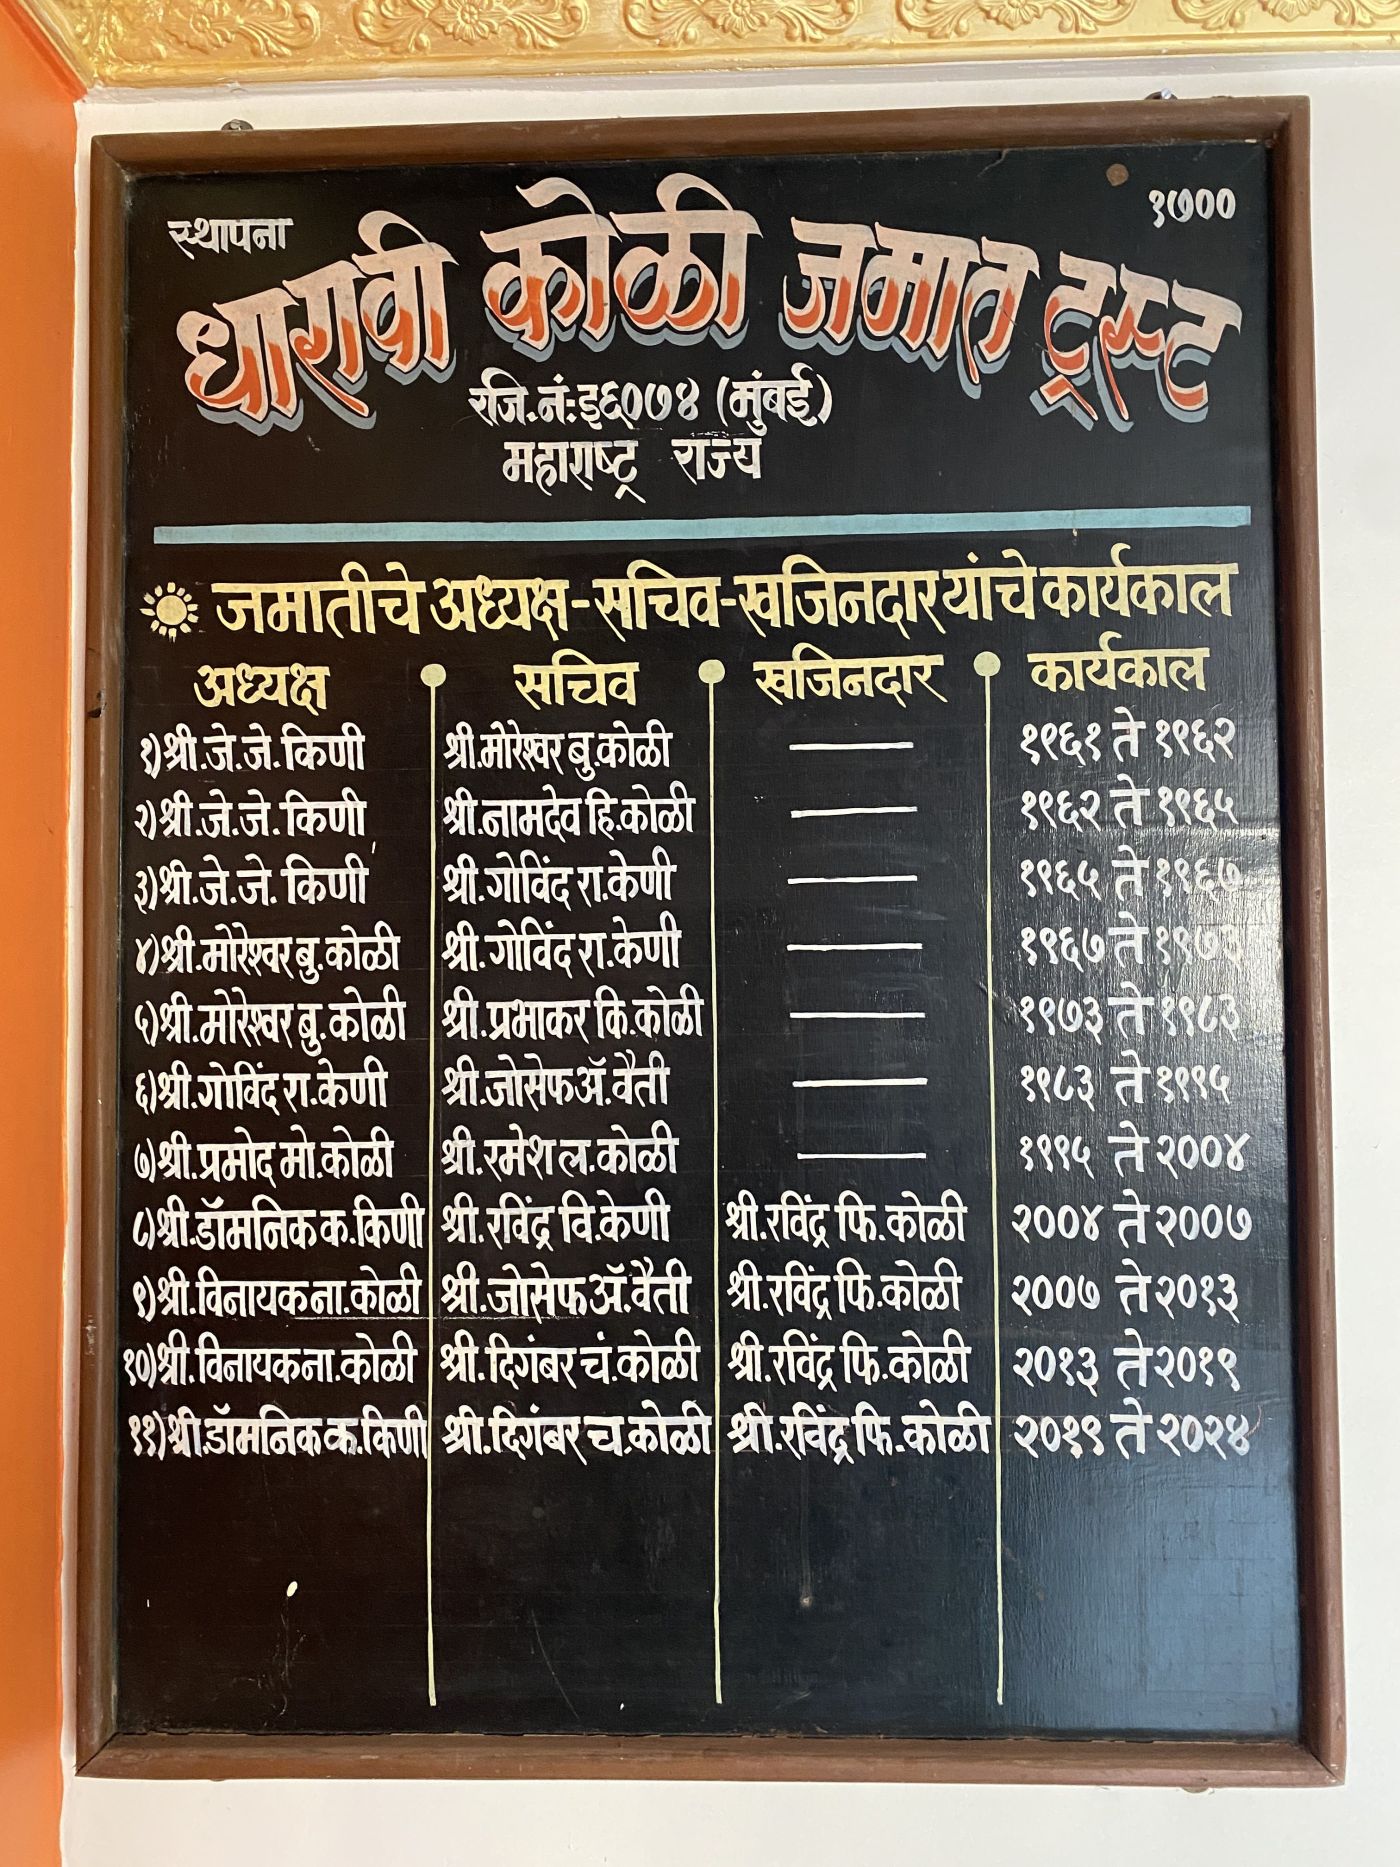 स्थापना १७००
धारावी कोळी जमात ट्रस्ट
रजि.नं:इ६०७४ (मुंबई)
महाराष्ट्र राज्य
जमातीचे अध्यक्ष-सचिव-खजिनदार यांचे कार्यकाल
अध्यक्ष सचिव खजिनदार कार्यकाल
१)श्री.जे.जे.किणी श्री.मोरेश्वर बु.कोळी —— १९६१ ते १९६२
२)श्री.जे.जे.किणी श्री.नामदेव हि.कोळी —— १९६२ ते १९६५
३)श्री.जे.जे.किणी श्री.गोविंद रा.केणी —— १९६५ ते १९६७
४)श्री.मोरेश्वर बु.कोळी श्री.गोविंद रा.केणी —— १९६७ ते १९७३
५)श्री.मोरेश्वर बु.कोळी श्री.प्रभाकर कि.कोळी —— १९७३ ते १९८३
६)श्री.गोविंद रा.केणी श्री.जोसेफ ॲ.वैती —— १९८३ ते १९९५
७)श्री.प्रमोद मो.कोळी श्री.रमेश ल.कोळी —— १९९५ ते २००४
८)श्री.डॉमनिक क.किणी श्री.रविंद्र वि.केणी श्री.रविंद्र फि.कोळी २००४ ते २००७
९)श्री.विनायक ना.कोळी श्री.जोसेफ ॲ.वैती श्री.रविंद्र फि.कोळी २००७ ते २०१३
१०)श्री.विनायक ना.कोळी श्री.दिगंबर चं.कोळी श्री.रविंद्र फि.कोळी २०१३ ते २०१९
११)श्री.डॉमनिक क.किणी श्री.दिगंबर च.कोळी श्री.रविंद्र फि.कोळी २०१९ ते २०२४